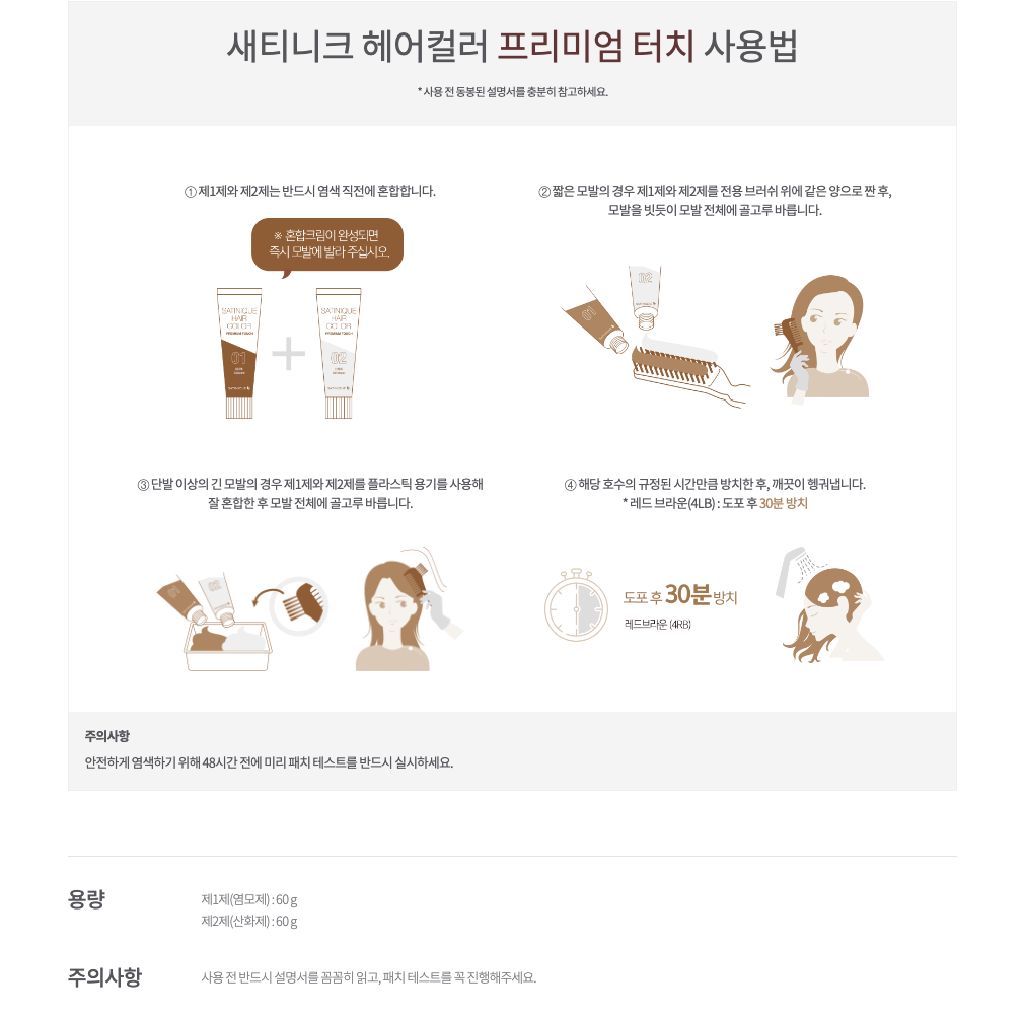 새티니크 헤어컬러 프리미엄 터치 사용법
* 사용 전 동봉된 설명서를 충분히 참고하세요.
① 제1제와 제2제는 반드시 염색 직전에 혼합합니다.
※ 혼합크림이 완성되면
즉시 모발에 발라 주십시오.
SATINIQUE
HAIR
COLOR
PREMIUM TOUCH
01
SATINIQUE
HAIR
COLOR
PREMIUM TOUCH
02
② 짧은 모발의 경우 제1제와 제2제를 전용 브러쉬 위에 같은 양으로 짠 후,
모발을 빗듯이 모발 전체에 골고루 바릅니다.
01
02
③ 단발 이상의 긴 모발의 경우 제1제와 제2제를 플라스틱 용기를 사용해
잘 혼합한 후 모발 전체에 골고루 바릅니다.
④ 해당 호수의 규정된 시간만큼 방치한 후, 깨끗이 헹궈냅니다.
* 레드 브라운(4LB) : 도포 후 30분 방치
도포 후 30분 방치
레드브라운 (4RB)
주의사항
안전하게 염색하기 위해 48시간 전에 미리 패치 테스트를 반드시 실시하세요.
용량
제1제(염모제) : 60 g
제2제(산화제) : 60 g
주의사항
사용 전 반드시 설명서를 꼼꼼히 읽고, 패치 테스트를 꼭 진행해주세요.